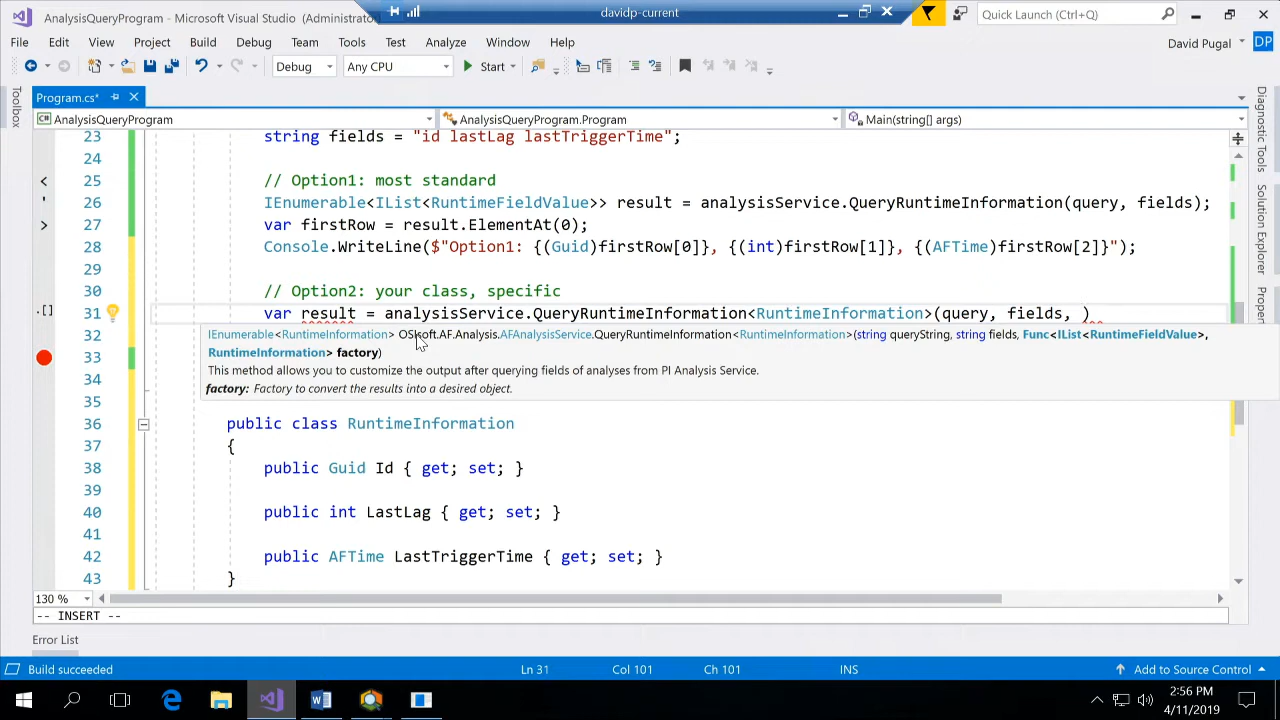 AnalysisQueryProgram - Microsoft Visual Studio (Administrator)
davidp-current
Quick Launch (Ctrl+Q)
File Edit View Project Build Debug Team Tools Test Analyze Window Help
David Pugal
DP
Debug Any CPU Start
Program.cs*
AnalysisQueryProgram AnalysisQueryProgram.Program Main(string[] args)
Toolbox
Diagnostic Tools
Solution Explorer
23 string fields = "id lastLag lastTriggerTime";
24
25 // Option1: most standard
26 IEnumerable<IList<RuntimeFieldValue>> result = analysisService.QueryRuntimeInformation(query, fields);
27 var firstRow = result.ElementAt(0);
28 Console.WriteLine($"Option1: {(Guid)firstRow[0]}, {(int)firstRow[1]}, {(AFTime)firstRow[2]}");
29
30 // Option2: your class, specific
31 var result = analysisService.QueryRuntimeInformation<RuntimeInformation>(query, fields, )
32 IEnumerable<RuntimeInformation> OSIsoft.AF.Analysis.AFAnalysisService.QueryRuntimeInformation<RuntimeInformation>(string queryString, string fields, Func<IList<RuntimeFieldValue>,
33 RuntimeInformation> factory)
This method allows you to customize the output after querying fields of analyses from PI Analysis Service.
34 factory: Factory to convert the results into a desired object.
35
36 public class RuntimeInformation
37 {
38 public Guid Id { get; set; }
39
40 public int LastLag { get; set; }
41
42 public AFTime LastTriggerTime { get; set; }
43 }
130 %
-- INSERT --
Error List
Build succeeded Ln 31 Col 101 Ch 101 INS Add to Source Control
2:56 PM
4/11/2019